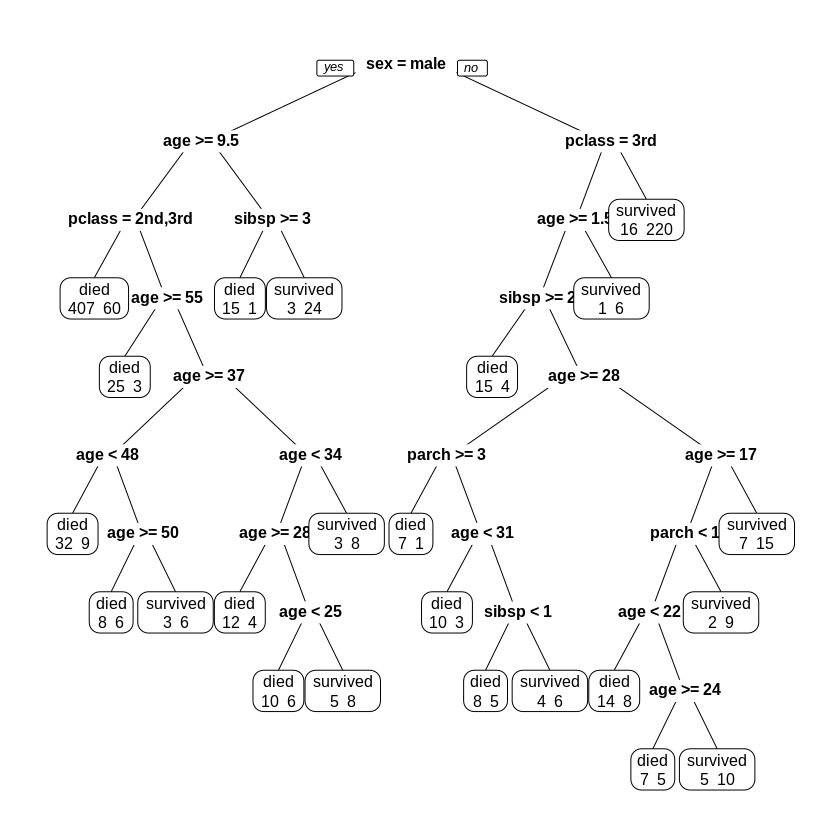 yes sex = male no
age >= 9.5 pclass = 3rd
pclass = 2nd,3rd sibsp >= 3 age >= 1.5 survived
16 220
died age >= 55 died survived sibsp >= 2 survived
407 60 15 1 3 24 1 6
died age >= 37 died age >= 28
25 3 15 4
age < 48 age < 34 parch >= 3 age >= 17
died age >= 50 age >= 28 survived died age < 31 parch < 1 survived
32 9 3 8 7 1 7 15
died survived died age < 25 died sibsp < 1 age < 22 survived
8 6 3 6 12 4 10 3 2 9
died survived died survived died age >= 24
10 6 5 8 8 5 4 6 14 8
died survived
7 5 5 10